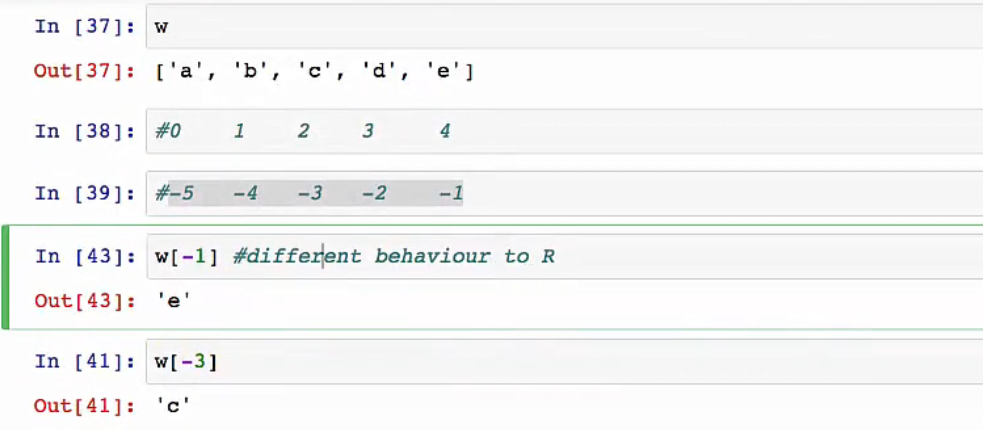 In [37]: w
Out[37]: ['a', 'b', 'c', 'd', 'e']
In [38]: #0 1 2 3 4
In [39]: #-5 -4 -3 -2 -1
In [43]: w[-1] #different behaviour to R
Out[43]: 'e'
In [41]: w[-3]
Out[41]: 'c'